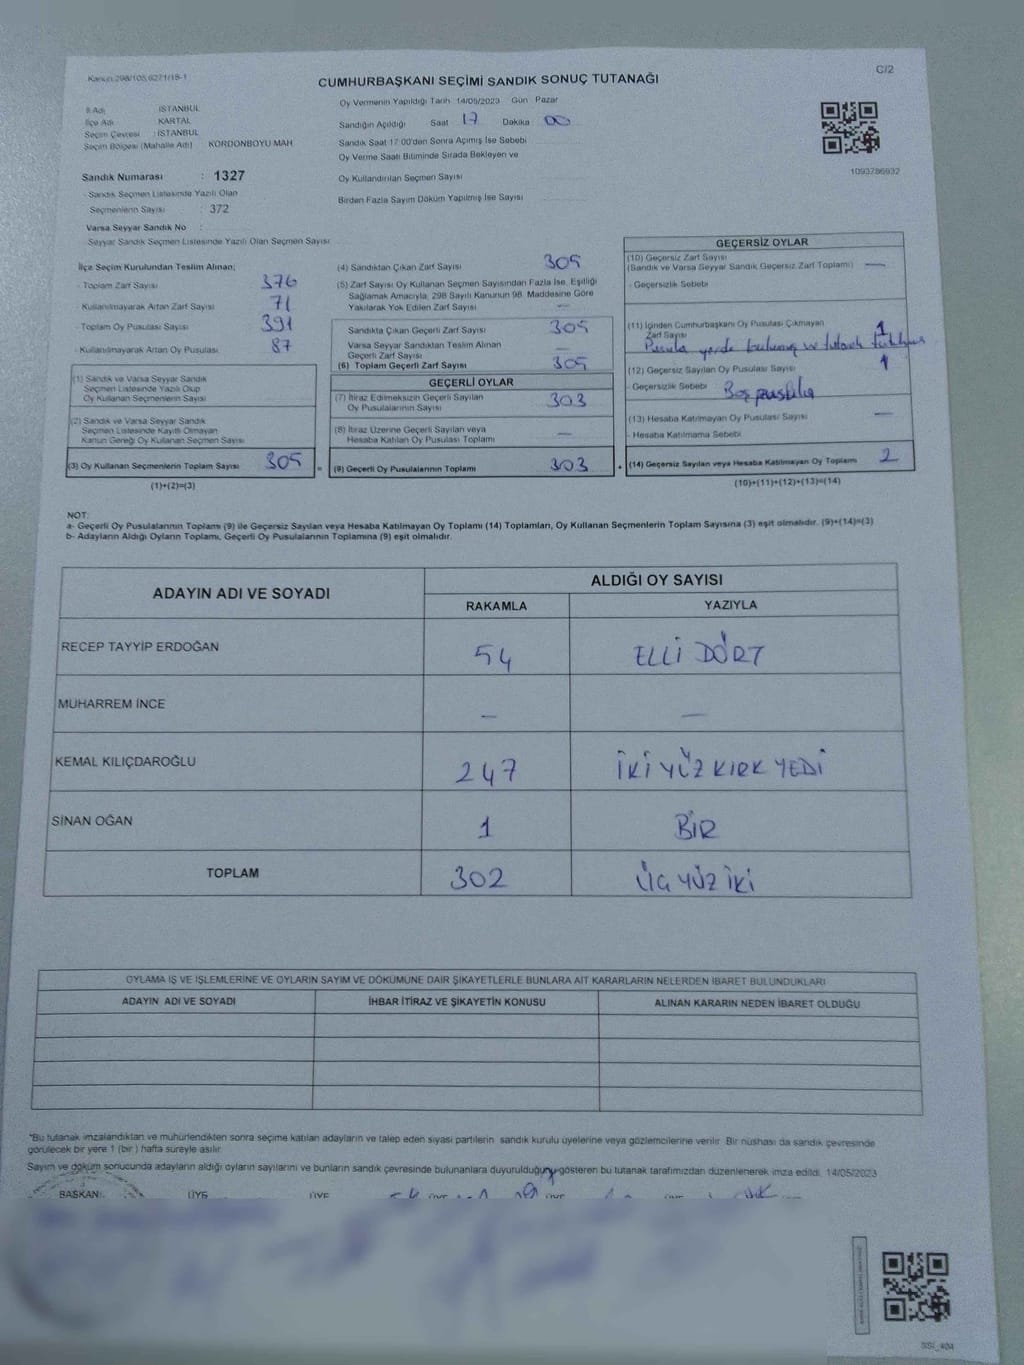 Kanun:298/105,6271/18-1
C/2
CUMHURBAŞKANI SEÇİMİ SANDIK SONUÇ TUTANAĞI
İl Adı : İSTANBUL
İlçe Adı : KARTAL
Seçim Çevresi : İSTANBUL
Seçim Bölgesi (Mahalle Adı) KORDONBOYU MAH
Sandık Numarası : 1327
- Sandık Seçmen Listesinde Yazılı Olan
Seçmenlerin Sayısı : 372
Varsa Seyyar Sandık No :
- Seyyar Sandık Seçmen Listesinde Yazılı Olan Seçmen Sayısı
Oy Vermenin Yapıldığı Tarih 14/05/2023 Gün Pazar
Sandığın Açıldığı Saat 17 Dakika 00
Sandık Saat 17:00'den Sonra Açımış İse Sebebi
Oy Verme Saati Bitiminde Sırada Bekleyen ve
Oy Kullandırılan Seçmen Sayısı
Birden Fazla Sayım Döküm Yapılmış İse Sayısı
1093786932
İlçe Seçim Kurulundan Teslim Alınan;
- Toplam Zarf Sayısı 376
- Kullanılmayarak Artan Zarf Sayısı 71
- Toplam Oy Pusulası Sayısı 391
- Kullanılmayarak Artan Oy Pusulası 87
(1) Sandık ve Varsa Seyyar Sandık
Seçmen Listesinde Yazılı Olup
Oy Kullanan Seçmenlerin Sayısı
(2) Sandık ve Varsa Seyyar Sandık
Seçmen Listesinde Kayıtlı Olmayan
Kanun Gereği Oy Kullanan Seçmen Sayısı
(3) Oy Kullanan Seçmenlerin Toplam Sayısı 305 =
(1)+(2)=(3)
(4) Sandıktan Çıkan Zarf Sayısı 305
(5) Zarf Sayısı Oy Kullanan Seçmen Sayısından Fazla İse, Eşitliği
Sağlamak Amacıyla, 298 Sayılı Kanunun 98. Maddesine Göre
Yakılarak Yok Edilen Zarf Sayısı —
Sandıkta Çıkan Geçerli Zarf Sayısı 305
Varsa Seyyar Sandıktan Teslim Alınan
Geçerli Zarf Sayısı —
(6) Toplam Geçerli Zarf Sayısı 305
GEÇERLİ OYLAR
(7) İtiraz Edilmeksizin Geçerli Sayılan
Oy Pusulalarının Sayısı 303
(8) İtiraz Üzerine Geçerli Sayılan veya
Hesaba Katılan Oy Pusulası Toplamı —
(9) Geçerli Oy Pusulalarının Toplamı 303 +
GEÇERSİZ OYLAR
(10) Geçersiz Zarf Sayısı
(Sandık ve Varsa Seyyar Sandık Geçersiz Zarf Toplamı) —
- Geçersizlik Sebebi
(11) İçinden Cumhurbaşkanı Oy Pusulası Çıkmayan
Zarf Sayısı 1
Pusula yerde bulunmuş ve tutanak tutulmuş
(12) Geçersiz Sayılan Oy Pusulası Sayısı 1
- Geçersizlik Sebebi Boş pusula
(13) Hesaba Katılmayan Oy Pusulası Sayısı —
- Hesaba Katılmama Sebebi
(14) Geçersiz Sayılan veya Hesaba Katılmayan Oy Toplamı 2
(10)+(11)+(12)+(13)=(14)
NOT:
a- Geçerli Oy Pusulalarının Toplamı (9) ile Geçersiz Sayılan veya Hesaba Katılmayan Oy Toplamı (14) Toplamları, Oy Kullanan Seçmenlerin Toplam Sayısına (3) eşit olmalıdır. (9)+(14)=(3)
b- Adayların Aldığı Oyların Toplamı, Geçerli Oy Pusulalarının Toplamına (9) eşit olmalıdır.
ADAYIN ADI VE SOYADI
ALDIĞI OY SAYISI
RAKAMLA YAZIYLA
RECEP TAYYİP ERDOĞAN 54 ELLİ DÖRT
MUHARREM İNCE — —
KEMAL KILIÇDAROĞLU 247 İKİ YÜZ KIRK YEDİ
SİNAN OĞAN 1 BİR
TOPLAM 302 ÜÇ YÜZ İKİ
OYLAMA İŞ VE İŞLEMLERİNE VE OYLARIN SAYIM VE DÖKÜMÜNE DAİR ŞİKAYETLERLE BUNLARA AİT KARARLARIN NELERDEN İBARET BULUNDUKLARI
ADAYIN ADI VE SOYADI İHBAR İTİRAZ VE ŞİKAYETİN KONUSU ALINAN KARARIN NEDEN İBARET OLDUĞU
*Bu tutanak imzalandıktan ve mühürlendikten sonra seçime katılan adayların ve talep eden siyasi partilerin sandık kurulu üyelerine veya gözlemcilerine verilir. Bir nüshası da sandık çevresinde
görülecek bir yere 1 (bir ) hafta süreyle asılır.
Sayım ve döküm sonucunda adayların aldığı oyların sayılarını ve bunların sandık çevresinde bulunanlara duyurulduğunu gösteren bu tutanak tarafımızdan düzenlenerek imza edildi. 14/05/2023
BAŞKAN ÜYE ÜYE ÜYE ÜYE ÜYE